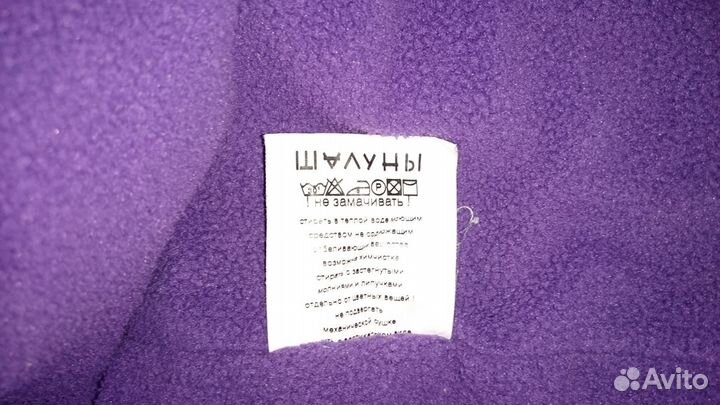 ШАЛУНЫ
! не замачивать !
стирать в теплой воде моющим
средством не содержащим
отбеливающих веществ
возможна химчистка
стирать с застегнутыми
молниями и липучками
отдельно от цветных вещей !
не подвергать
механической сушке
Avito